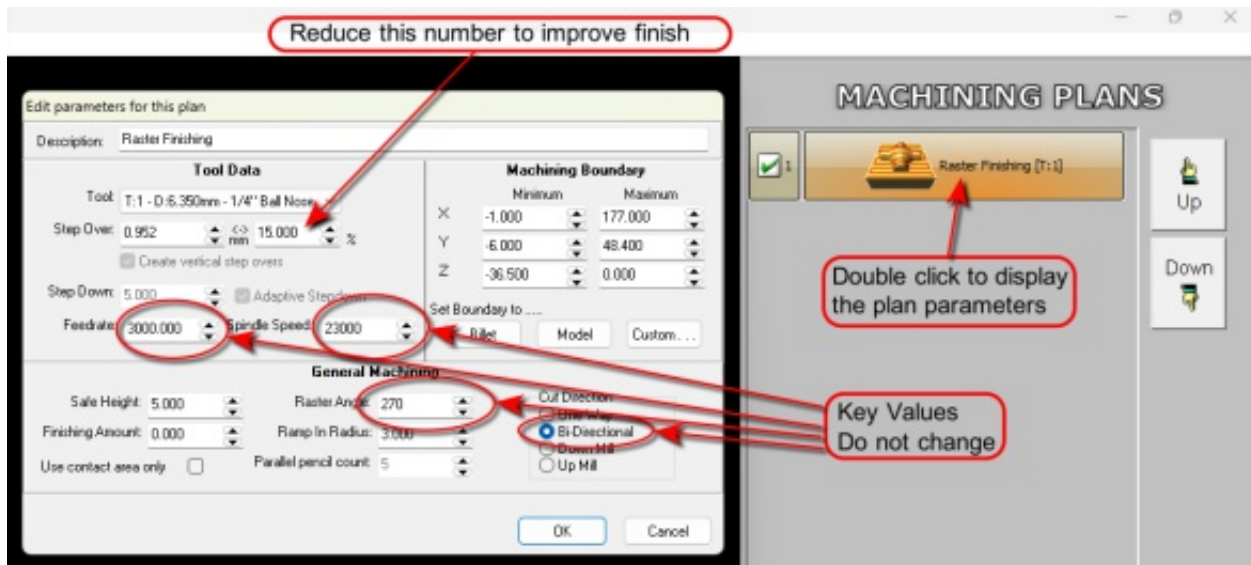 Reduce this number to improve finish
MACHINING PLANS
Edit parameters for this plan
Description: Raster Finishing
1 Raster Finishing [T:1]
Up
Tool Data
Tool: T:1 - D:6.350mm - 1/4" Ball Nose
Step Over: 0.952 <-> mm 15.000 %
Create vertical step overs
Step Down: 5.000 Adaptive Stepdown
Feedrate: 3000.000 Spindle Speed: 23000
Machining Boundary
Minimum Maximum
X -1.000 177.000
Y -6.000 48.400
Z -36.500 0.000
Set Boundary to ....
Billet Model Custom . . .
Double click to display
the plan parameters
Down
General Machining
Safe Height: 5.000 Raster Angle: 270
Finishing Amount: 0.000 Ramp In Radius: 3.000
Use contact area only Parallel pencil count: 5
Cut Direction
One Way
Bi-Directional
Down Mill
Up Mill
Key Values
Do not change
OK Cancel